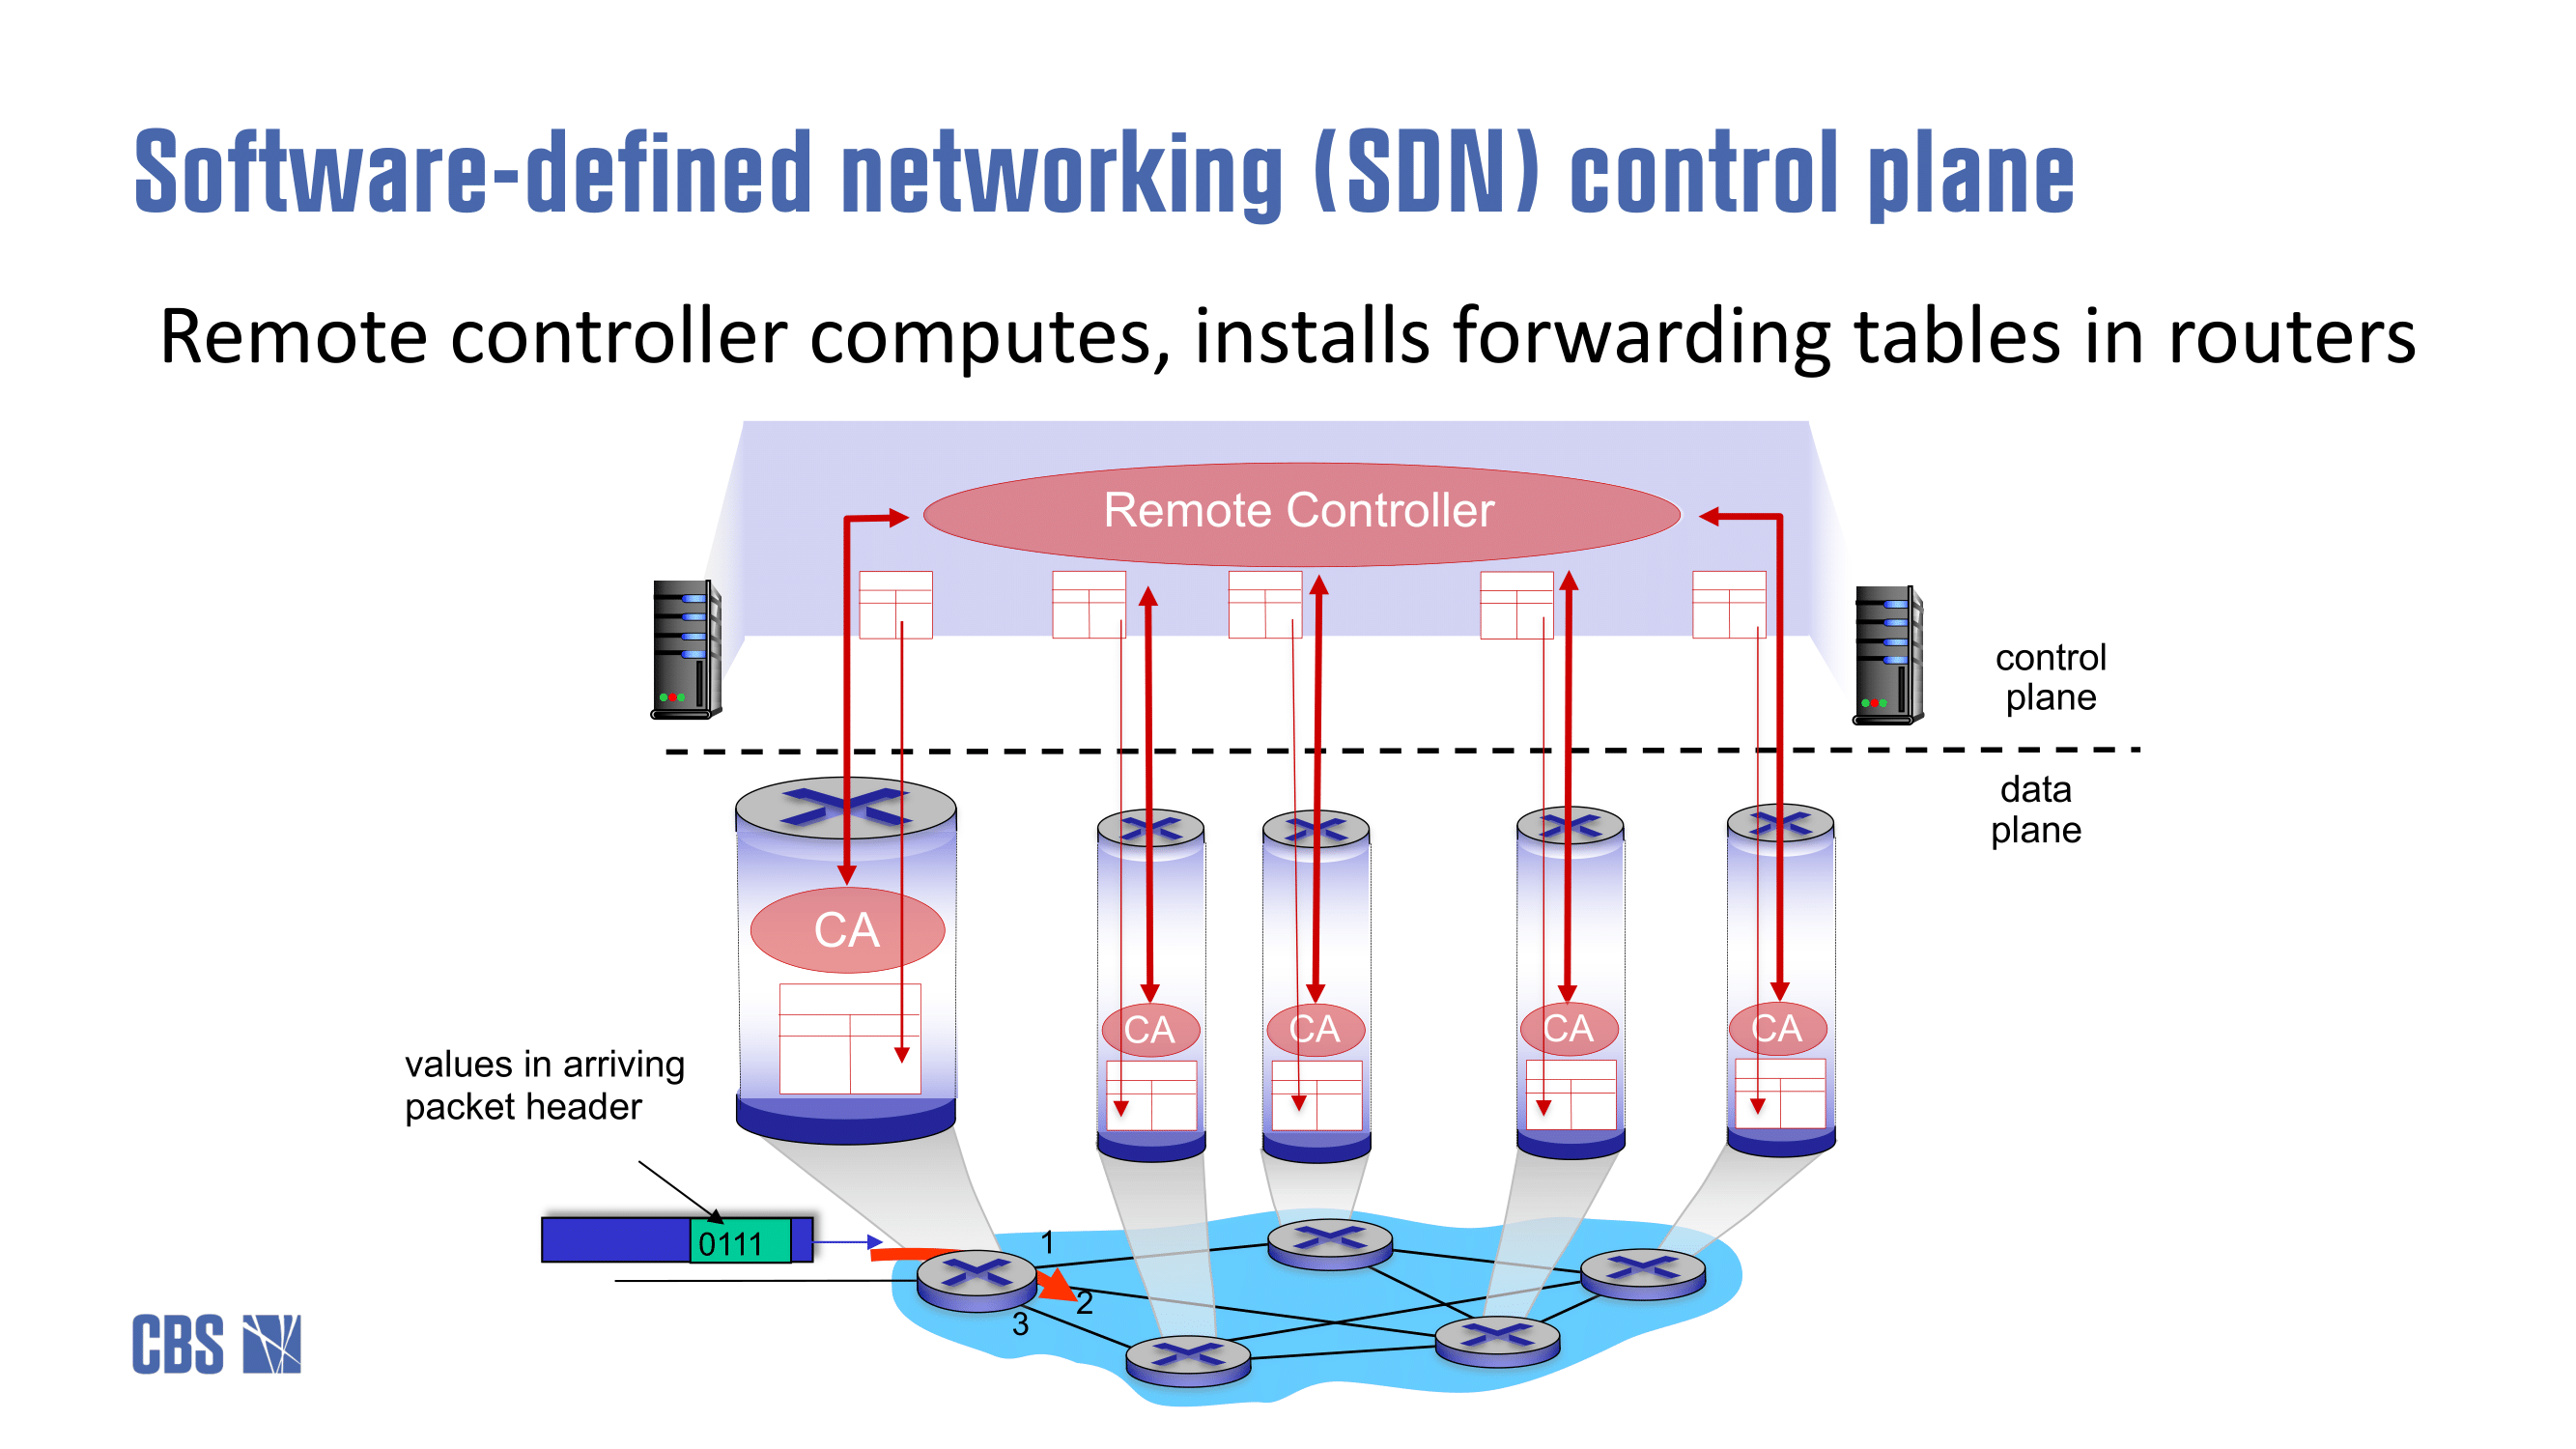 Software-defined networking (SDN) control plane
Remote controller computes, installs forwarding tables in routers
Remote Controller
control
plane
data
plane
CA
CA
CA
CA
CA
values in arriving
packet header
0111
1
2
3
CBS